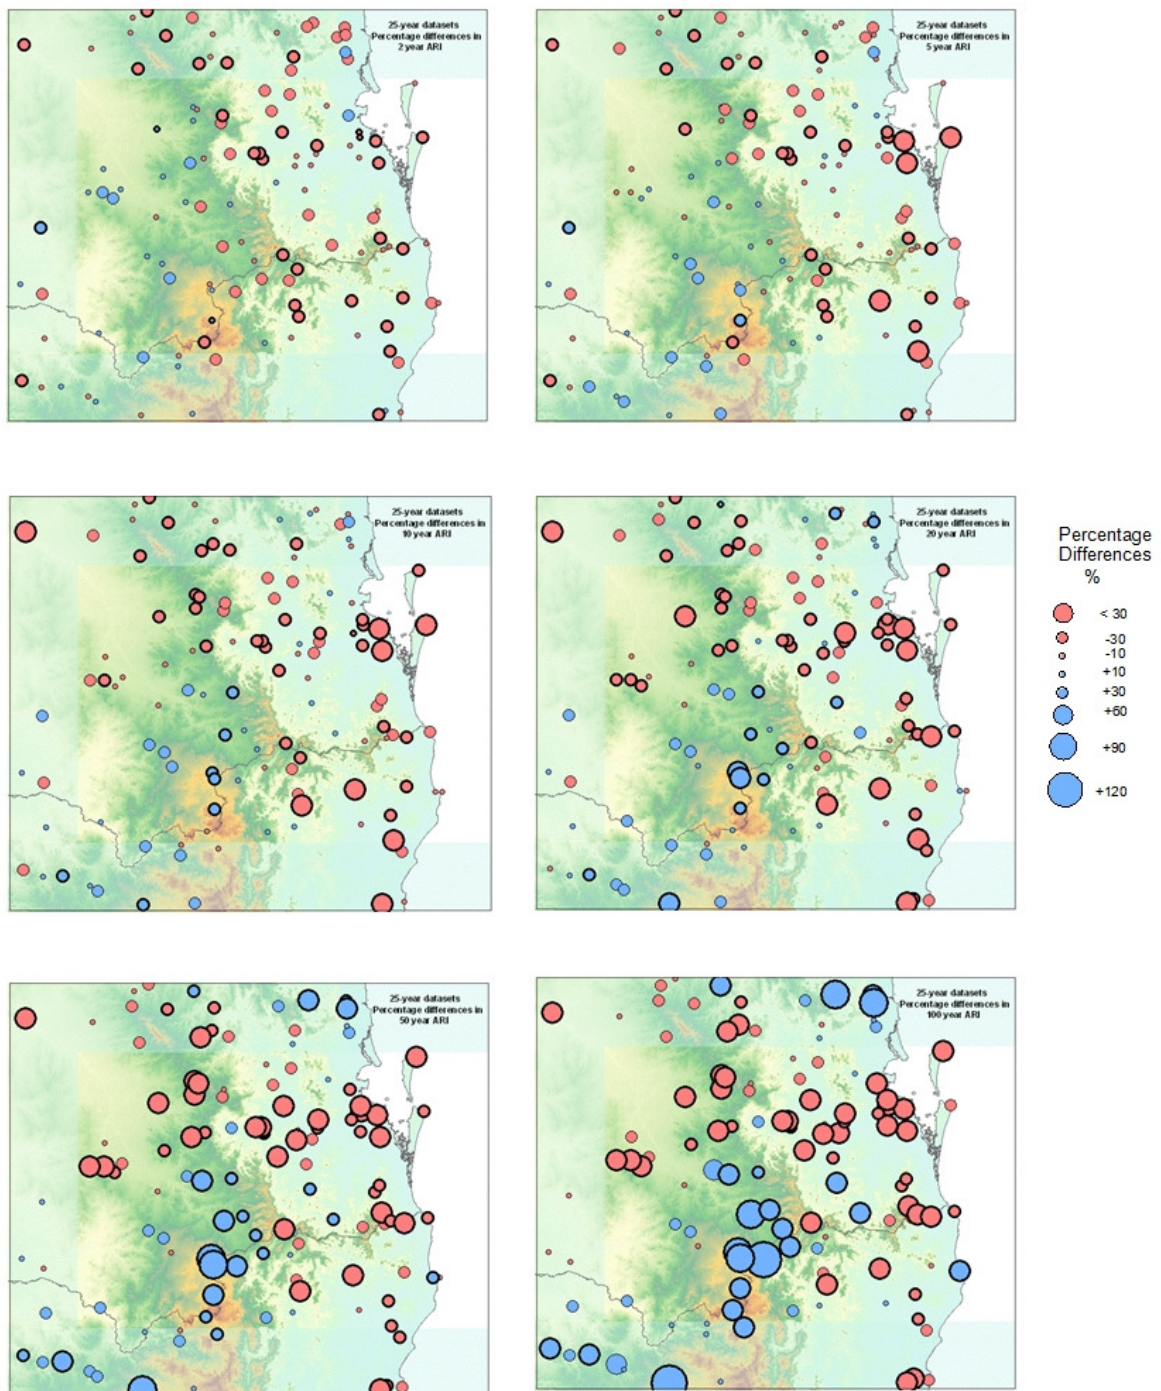 25-year datasets
Percentage differences in
2 year ARI
25-year datasets
Percentage differences in
5 year ARI
25-year datasets
Percentage differences in
10 year ARI
25-year datasets
Percentage differences in
20 year ARI
Percentage
Differences
%
< 30
-30
-10
+10
+30
+60
+90
+120
25-year datasets
Percentage differences in
50 year ARI
25-year datasets
Percentage differences in
100 year ARI